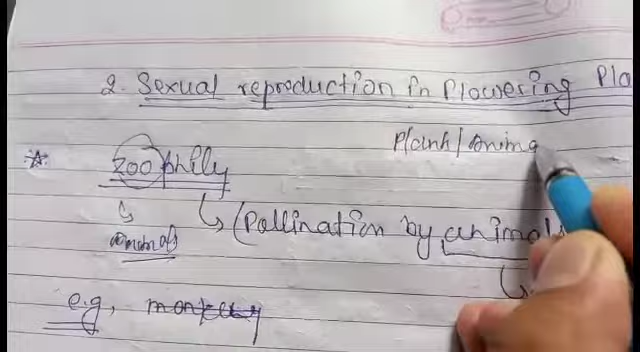 2. Sexual reproduction in Flowering Pla
Plant / Anima
☆ Zoophily
(Pollination by animal
animals
e.g, monkey